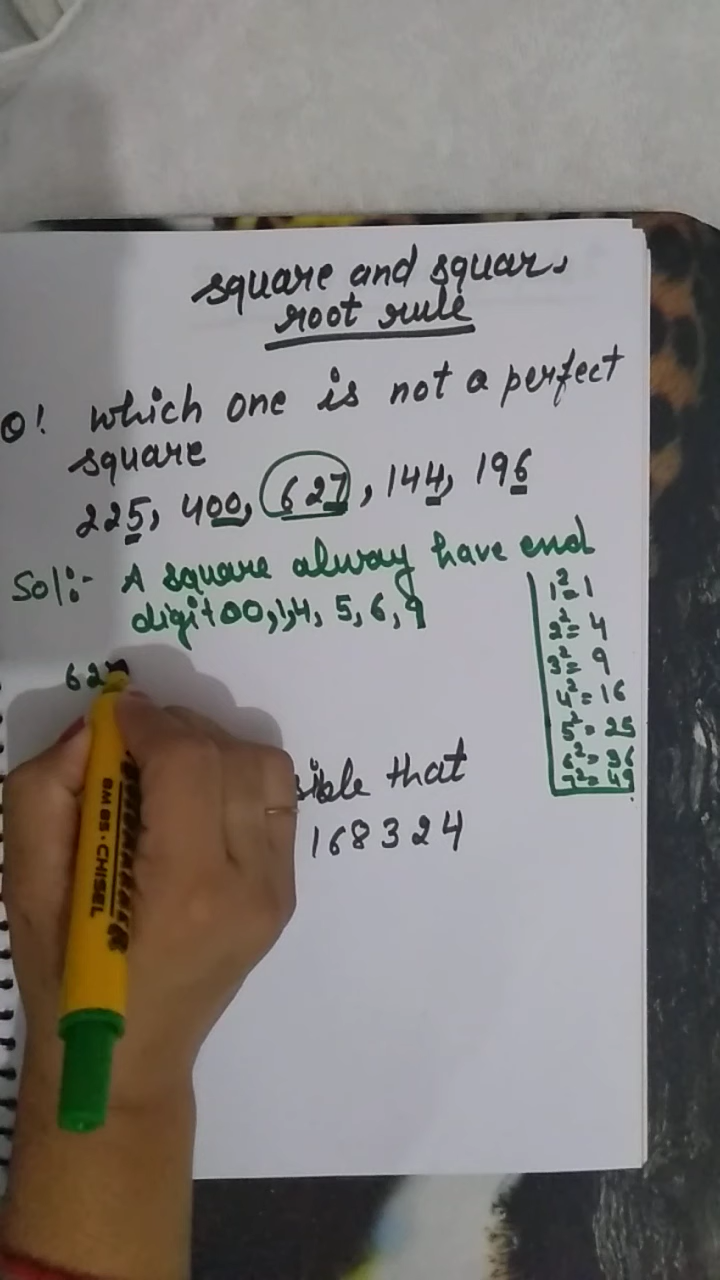 square and squar
root rule
Q! which one is not a perfect
square
225, 400, 627, 144, 196
Sol:- A square alway have end
digit 00,1,4, 5, 6, 9
1²=1
2²= 4
3²= 9
4²= 16
5²= 25
6²= 36
7²= 49
62
that
168324
BM 85 · CHISEL